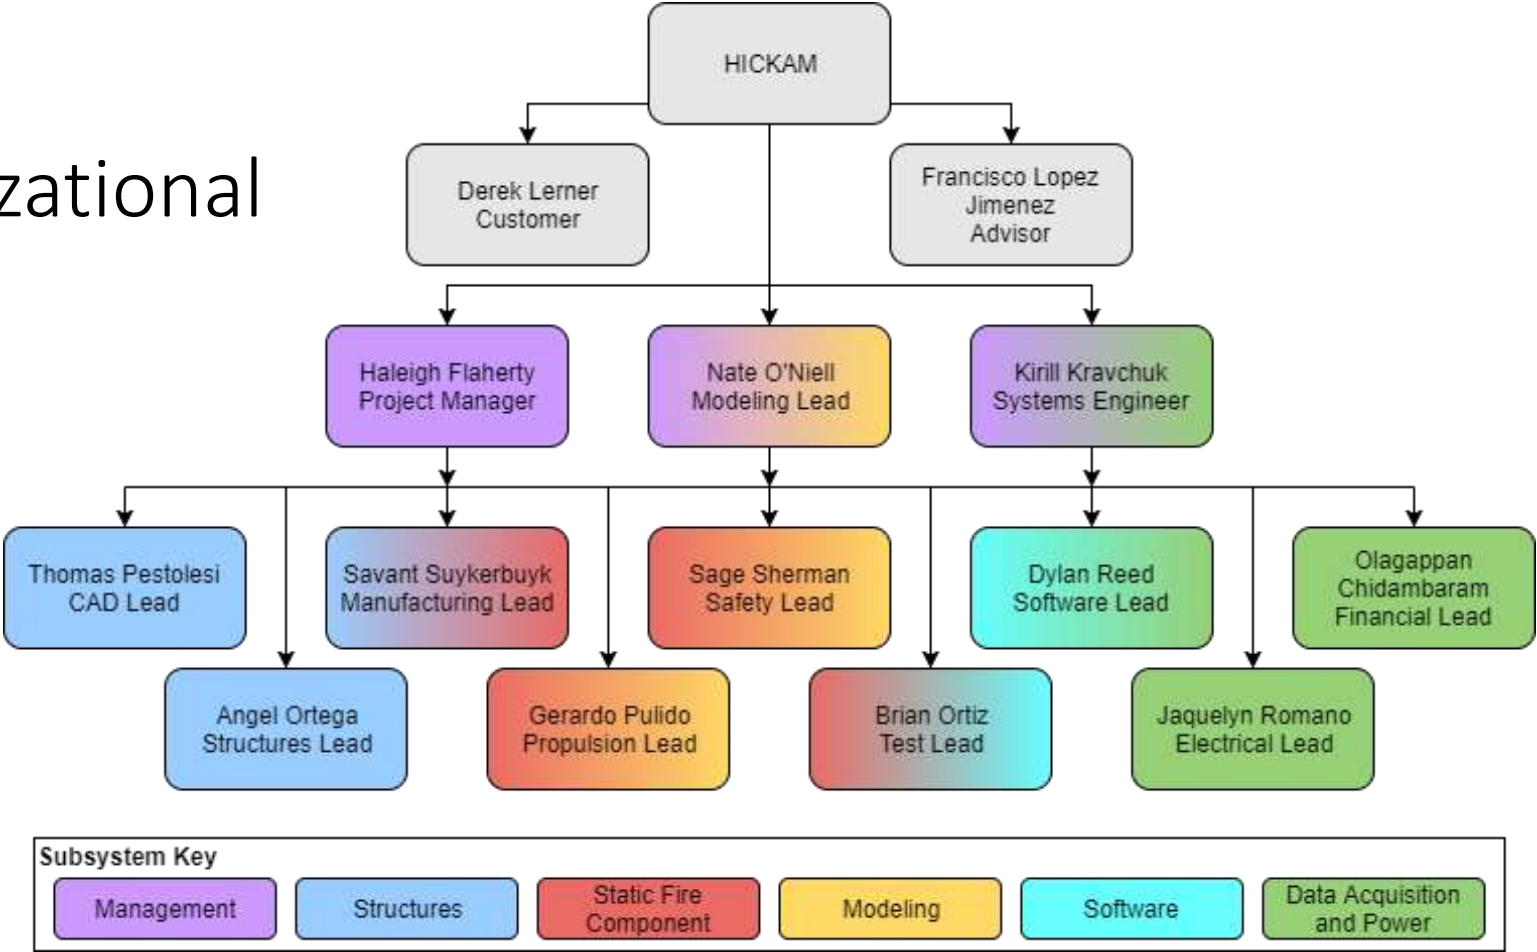 HICKAM
zational
Derek Lerner
Customer
Francisco Lopez
Jimenez
Advisor
Haleigh Flaherty
Project Manager
Nate O'Niell
Modeling Lead
Kirill Kravchuk
Systems Engineer
Thomas Pestolesi
CAD Lead
Savant Suykerbuyk
Manufacturing Lead
Sage Sherman
Safety Lead
Dylan Reed
Software Lead
Olagappan
Chidambaram
Financial Lead
Angel Ortega
Structures Lead
Gerardo Pulido
Propulsion Lead
Brian Ortiz
Test Lead
Jaquelyn Romano
Electrical Lead
Subsystem Key
Management
Structures
Static Fire
Component
Modeling
Software
Data Acquisition
and Power